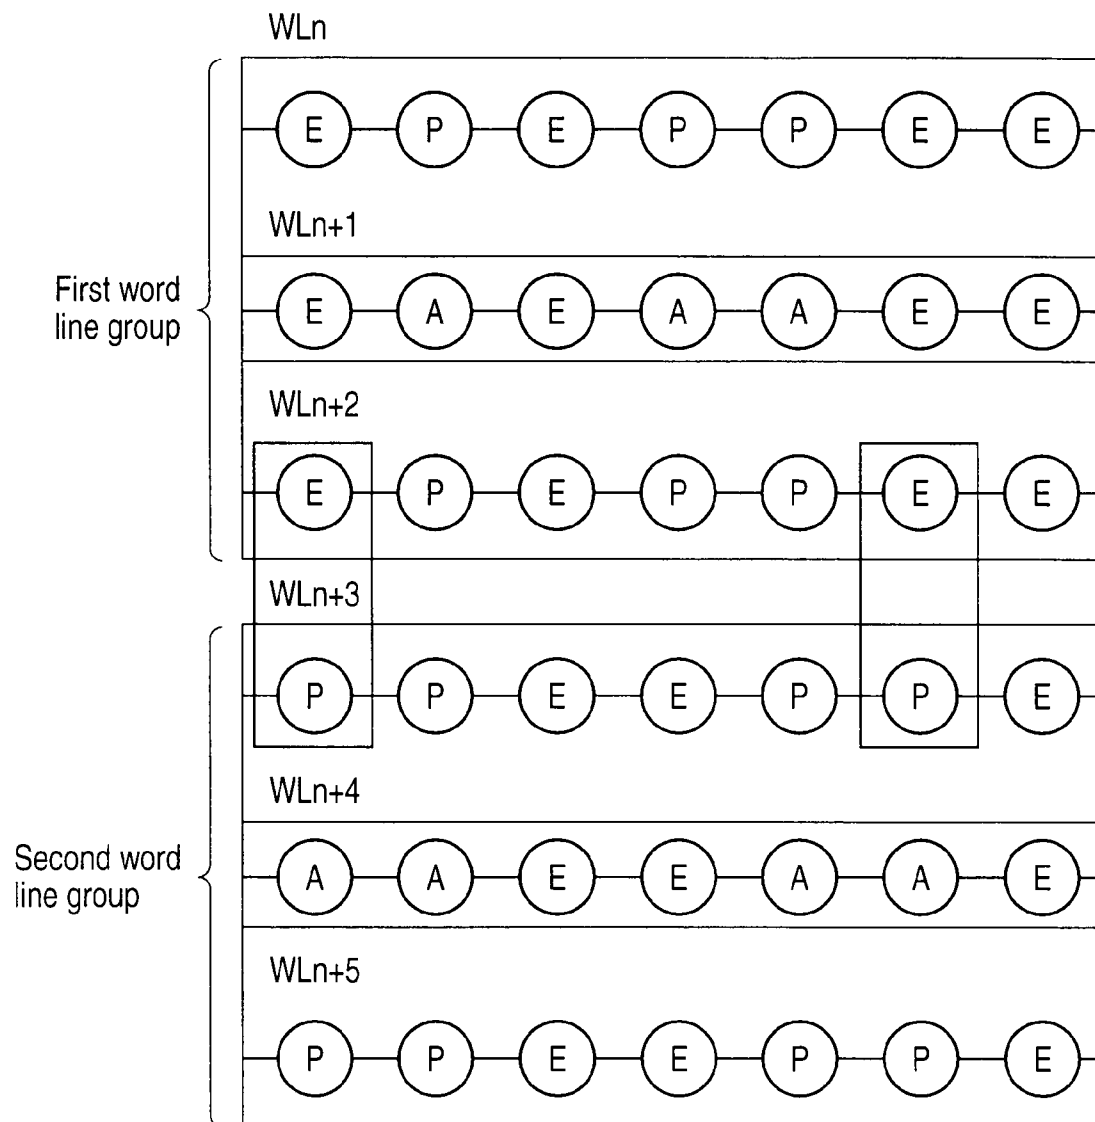 WLn
E P E P P E E
WLn+1
First word
line group
E A E A A E E
WLn+2
E P E P P E E
WLn+3
P P E E P P E
WLn+4
Second word
line group
A A E E A A E
WLn+5
P P E E P P E